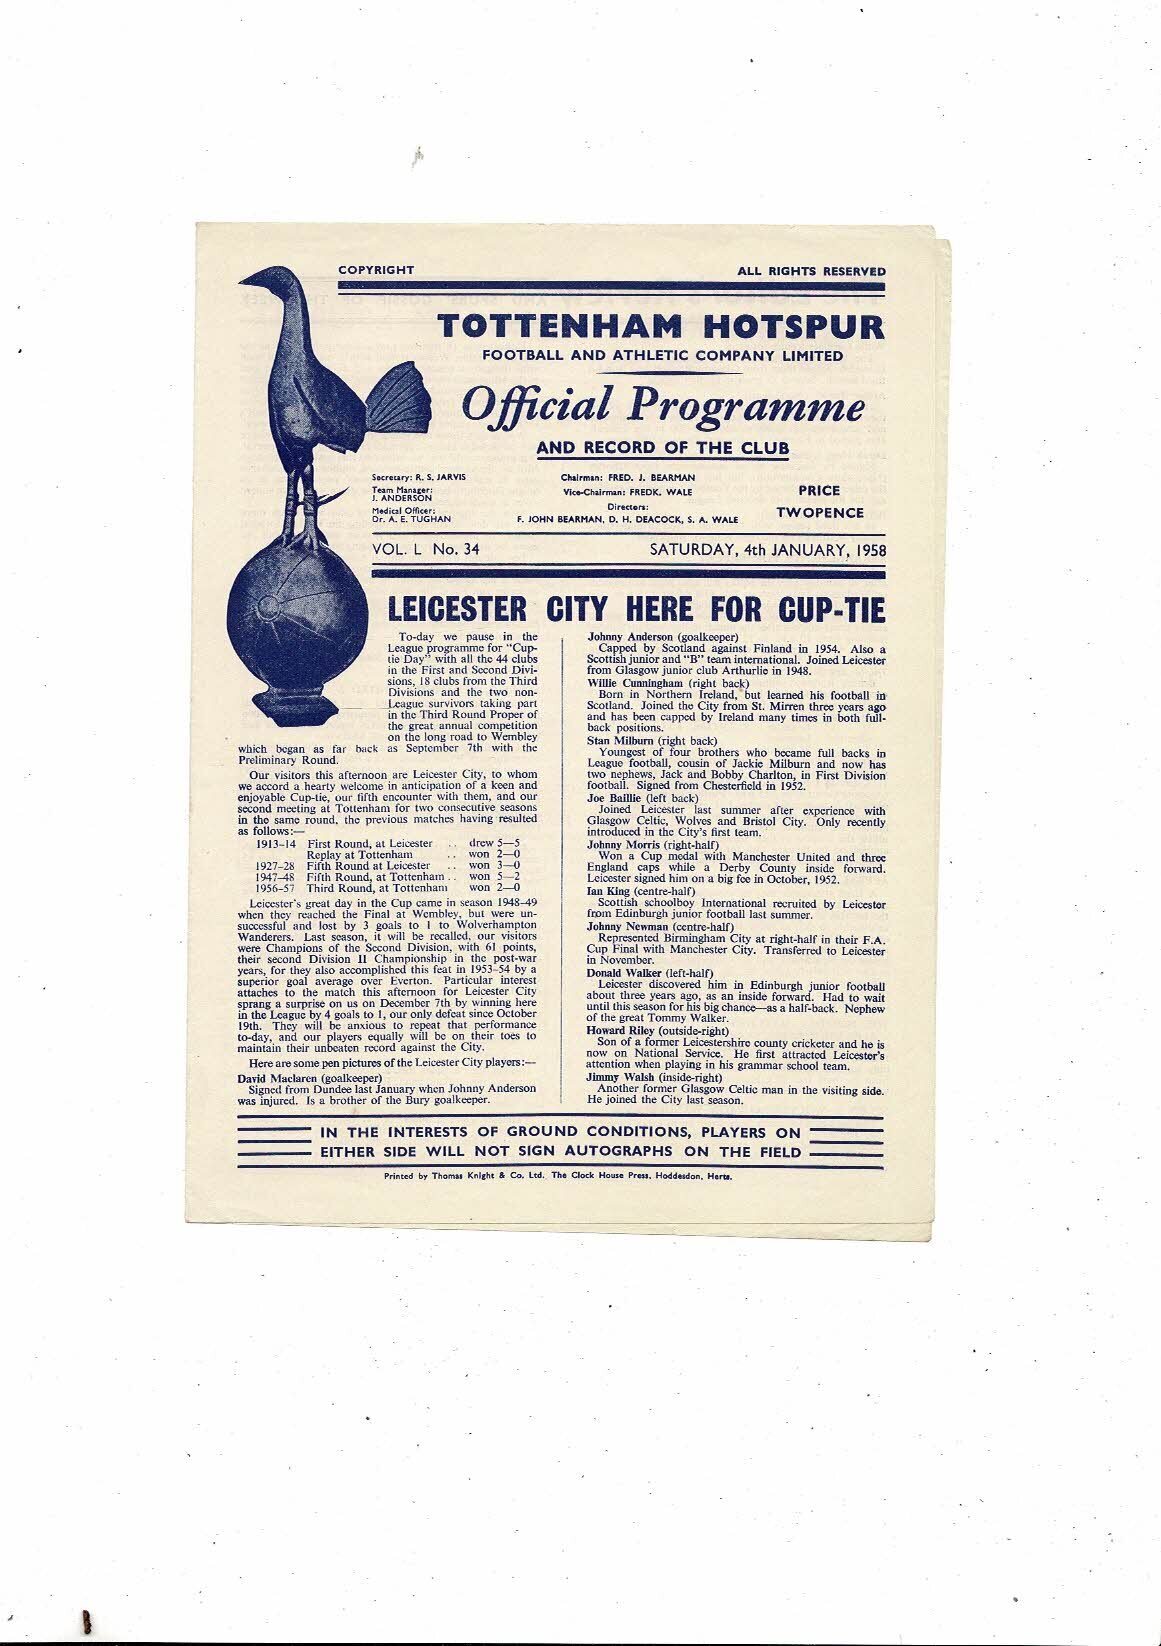 COPYRIGHT
ALL RIGHTS RESERVED
TOTTENHAM HOTSPUR
FOOTBALL AND ATHLETIC COMPANY LIMITED
Official Programme
AND RECORD OF THE CLUB
Secretary: R. S. JARVIS
Team Manager:
J. ANDERSON
Medical Officer:
Dr. A. E. TUGHAN
Chairman: FRED. J. BEARMAN
Vice-Chairman: FREDK. WALE
Directors:
F. JOHN BEARMAN, D. H. DEACOCK, S. A. WALE
PRICE
TWOPENCE
VOL. L No. 34
SATURDAY, 4th JANUARY, 1958
LEICESTER CITY HERE FOR CUP-TIE
To-day we pause in the
League programme for "Cup-
tie Day" with all the 44 clubs
in the First and Second Divi-
sions, 18 clubs from the Third
Divisions and the two non-
League survivors taking part
in the Third Round Proper of
the great annual competition
on the long road to Wembley
which began as far back as September 7th with the
Preliminary Round.
Our visitors this afternoon are Leicester City, to whom
we accord a hearty welcome in anticipation of a keen and
enjoyable Cup-tie, our fifth encounter with them, and our
second meeting at Tottenham for two consecutive seasons
in the same round, the previous matches having resulted
as follows:—
1913-14 First Round, at Leicester .. drew 5—5
Replay at Tottenham .. won 2—0
1927-28 Fifth Round at Leicester .. won 3—0
1947-48 Fifth Round, at Tottenham .. won 5—2
1956-57 Third Round, at Tottenham won 2—0
Leicester's great day in the Cup came in season 1948-49
when they reached the Final at Wembley, but were un-
successful and lost by 3 goals to 1 to Wolverhampton
Wanderers. Last season, it will be recalled, our visitors
were Champions of the Second Division, with 61 points,
their second Division II Championship in the post-war
years, for they also accomplished this feat in 1953-54 by a
superior goal average over Everton. Particular interest
attaches to the match this afternoon for Leicester City
sprang a surprise on us on December 7th by winning here
in the League by 4 goals to 1, our only defeat since October
19th. They will be anxious to repeat that performance
to-day, and our players equally will be on their toes to
maintain their unbeaten record against the City.
Here are some pen pictures of the Leicester City players:—
David Maclaren (goalkeeper)
Signed from Dundee last January when Johnny Anderson
was injured. Is a brother of the Bury goalkeeper.
Johnny Anderson (goalkeeper)
Capped by Scotland against Finland in 1954. Also a
Scottish junior and "B" team international. Joined Leicester
from Glasgow junior club Arthurlie in 1948.
Willie Cunningham (right back)
Born in Northern Ireland, but learned his football in
Scotland. Joined the City from St. Mirren three years ago
and has been capped by Ireland many times in both full-
back positions.
Stan Milburn (right back)
Youngest of four brothers who became full backs in
League football, cousin of Jackie Milburn and now has
two nephews, Jack and Bobby Charlton, in First Division
football. Signed from Chesterfield in 1952.
Joe Baillie (left back)
Joined Leicester last summer after experience with
Glasgow Celtic, Wolves and Bristol City. Only recently
introduced in the City's first team.
Johnny Morris (right-half)
Won a Cup medal with Manchester United and three
England caps while a Derby County inside forward.
Leicester signed him on a big fee in October, 1952.
Ian King (centre-half)
Scottish schoolboy International recruited by Leicester
from Edinburgh junior football last summer.
Johnny Newman (centre-half)
Represented Birmingham City at right-half in their F.A.
Cup Final with Manchester City. Transferred to Leicester
in November.
Donald Walker (left-half)
Leicester discovered him in Edinburgh junior football
about three years ago, as an inside forward. Had to wait
until this season for his big chance—as a half-back. Nephew
of the great Tommy Walker.
Howard Riley (outside-right)
Son of a former Leicestershire county cricketer and he is
now on National Service. He first attracted Leicester's
attention when playing in his grammar school team.
Jimmy Walsh (inside-right)
Another former Glasgow Celtic man in the visiting side.
He joined the City last season.
IN THE INTERESTS OF GROUND CONDITIONS, PLAYERS ON
EITHER SIDE WILL NOT SIGN AUTOGRAPHS ON THE FIELD
Printed by Thomas Knight & Co. Ltd. The Clock House Press, Hoddesdon, Herts.